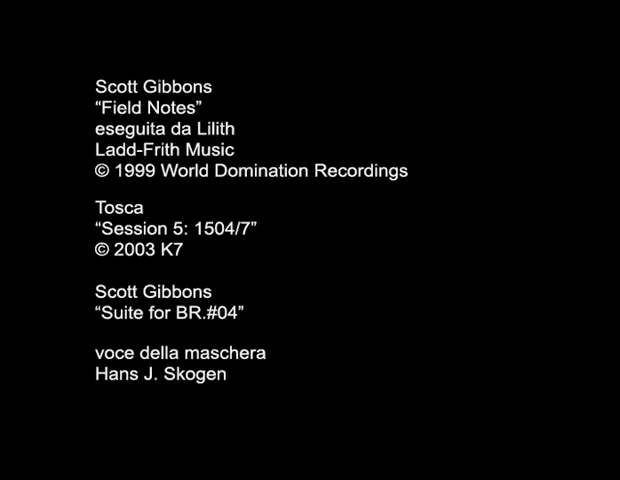 Scott Gibbons
“Field Notes”
eseguita da Lilith
Ladd-Frith Music
© 1999 World Domination Recordings
Tosca
“Session 5: 1504/7”
© 2003 K7
Scott Gibbons
“Suite for BR.#04”
voce della maschera
Hans J. Skogen